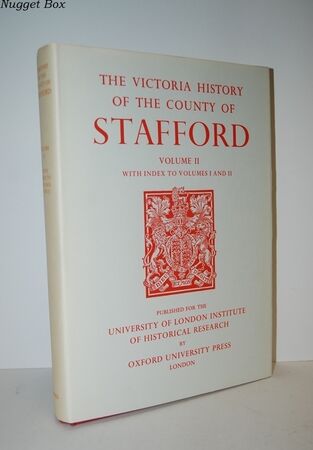 Nugget Box
THE VICTORIA HISTORY
OF THE COUNTY OF
STAFFORD
VOLUME II
WITH INDEX TO VOLUMES I AND II
PUBLISHED FOR THE
UNIVERSITY OF LONDON INSTITUTE
OF HISTORICAL RESEARCH
BY
OXFORD UNIVERSITY PRESS
LONDON